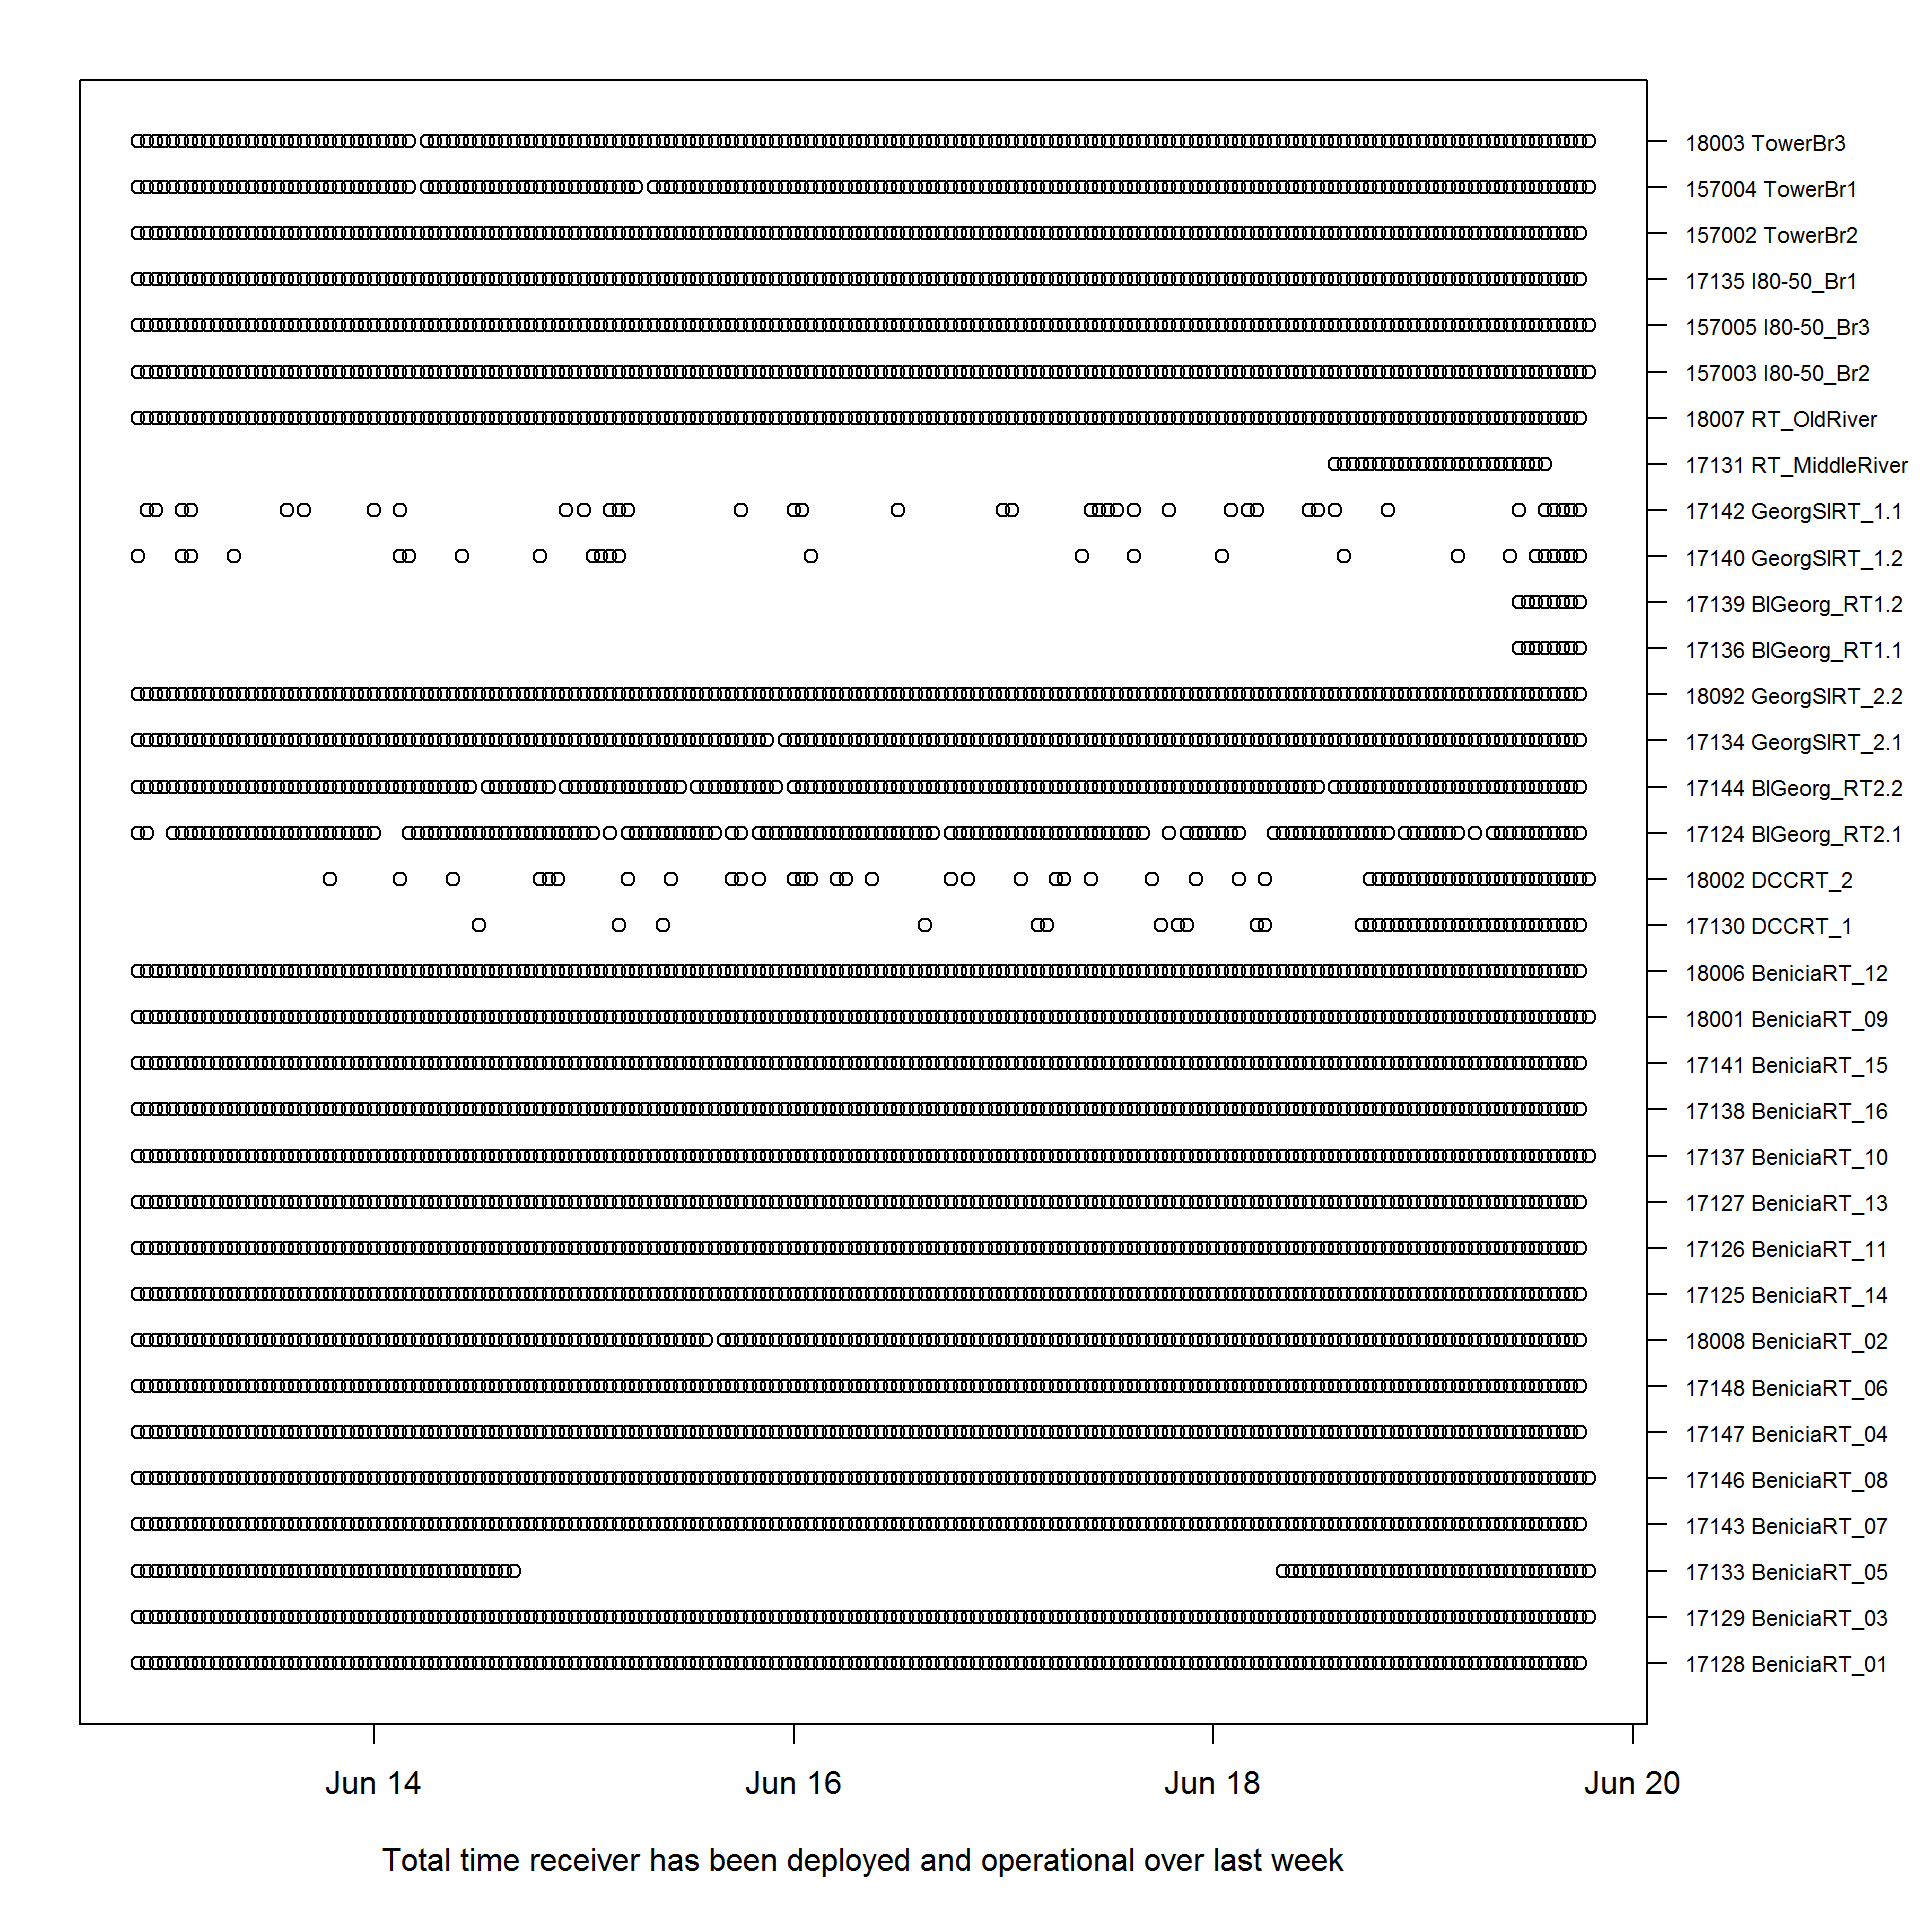 18003 TowerBr3
157004 TowerBr1
157002 TowerBr2
17135 I80-50_Br1
157005 I80-50_Br3
157003 I80-50_Br2
18007 RT_OldRiver
17131 RT_MiddleRiver
17142 GeorgSlRT_1.1
17140 GeorgSlRT_1.2
17139 BlGeorg_RT1.2
17136 BlGeorg_RT1.1
18092 GeorgSlRT_2.2
17134 GeorgSlRT_2.1
17144 BlGeorg_RT2.2
17124 BlGeorg_RT2.1
18002 DCCRT_2
17130 DCCRT_1
18006 BeniciaRT_12
18001 BeniciaRT_09
17141 BeniciaRT_15
17138 BeniciaRT_16
17137 BeniciaRT_10
17127 BeniciaRT_13
17126 BeniciaRT_11
17125 BeniciaRT_14
18008 BeniciaRT_02
17148 BeniciaRT_06
17147 BeniciaRT_04
17146 BeniciaRT_08
17143 BeniciaRT_07
17133 BeniciaRT_05
17129 BeniciaRT_03
17128 BeniciaRT_01
Jun 14 Jun 16 Jun 18 Jun 20
Total time receiver has been deployed and operational over last week